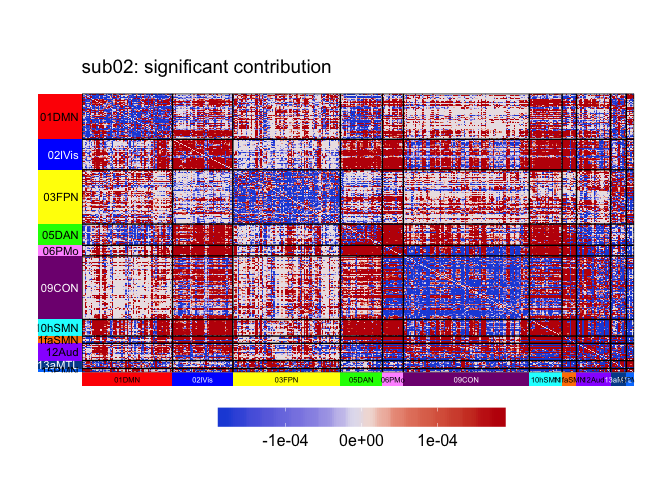 sub02: significant contribution
01DMN
02lVis
03FPN
05DAN
06PMo
09CON
10hSMN
1faSMN
12Aud
13aMTL
01DMN
02lVis
03FPN
05DAN
06PMo
09CON
10hSMN
-1e-04 0e+00 1e-04